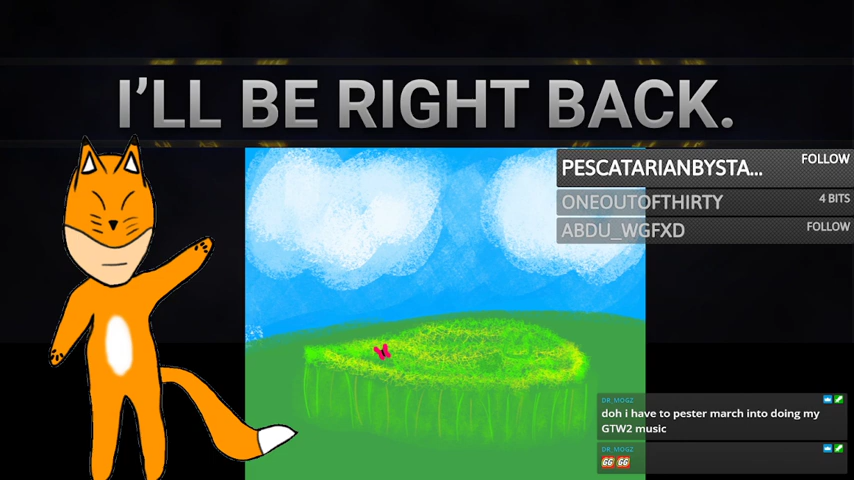 I'LL BE RIGHT BACK.
PESCATARIANBYSTA... FOLLOW
ONEOUTOFTHIRTY 4 BITS
ABDU_WGFXD FOLLOW
DR_MOGZ
doh i have to pester march into doing my
GTW2 music
DR_MOGZ
GG GG